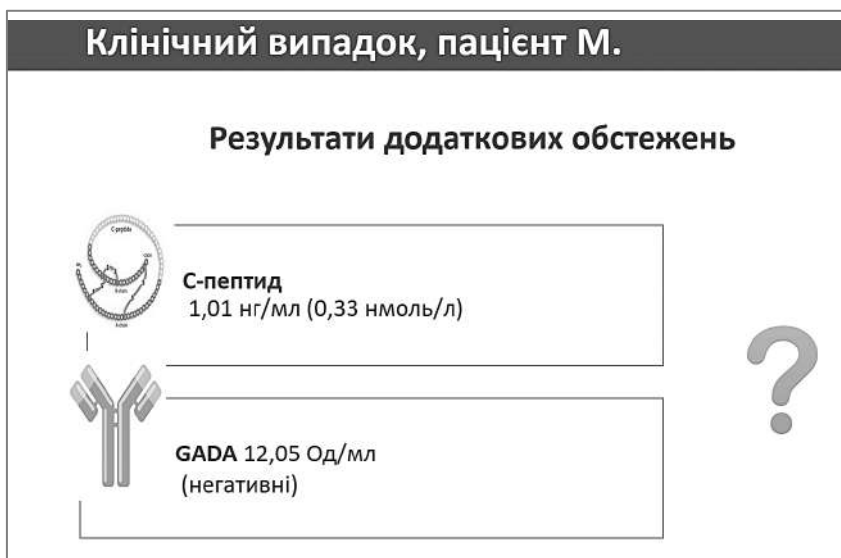 Клінічний випадок, пацієнт М.
Результати додаткових обстежень
C-peptide
С-пептид
1,01 нг/мл (0,33 нмоль/л)
GADA 12,05 Од/мл
(негативні)
?